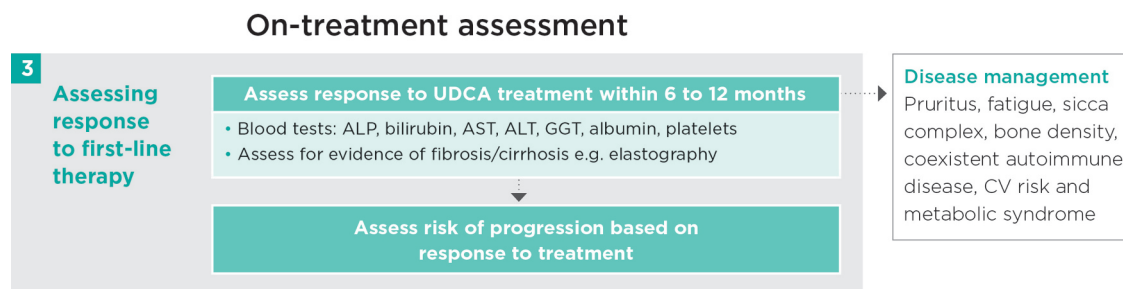 On-treatment assessment
3
Assessing
response
to first-line
therapy
Assess response to UDCA treatment within 6 to 12 months
• Blood tests: ALP, bilirubin, AST, ALT, GGT, albumin, platelets
• Assess for evidence of fibrosis/cirrhosis e.g. elastography
Assess risk of progression based on
response to treatment
Disease management
Pruritus, fatigue, sicca
complex, bone density,
coexistent autoimmune
disease, CV risk and
metabolic syndrome